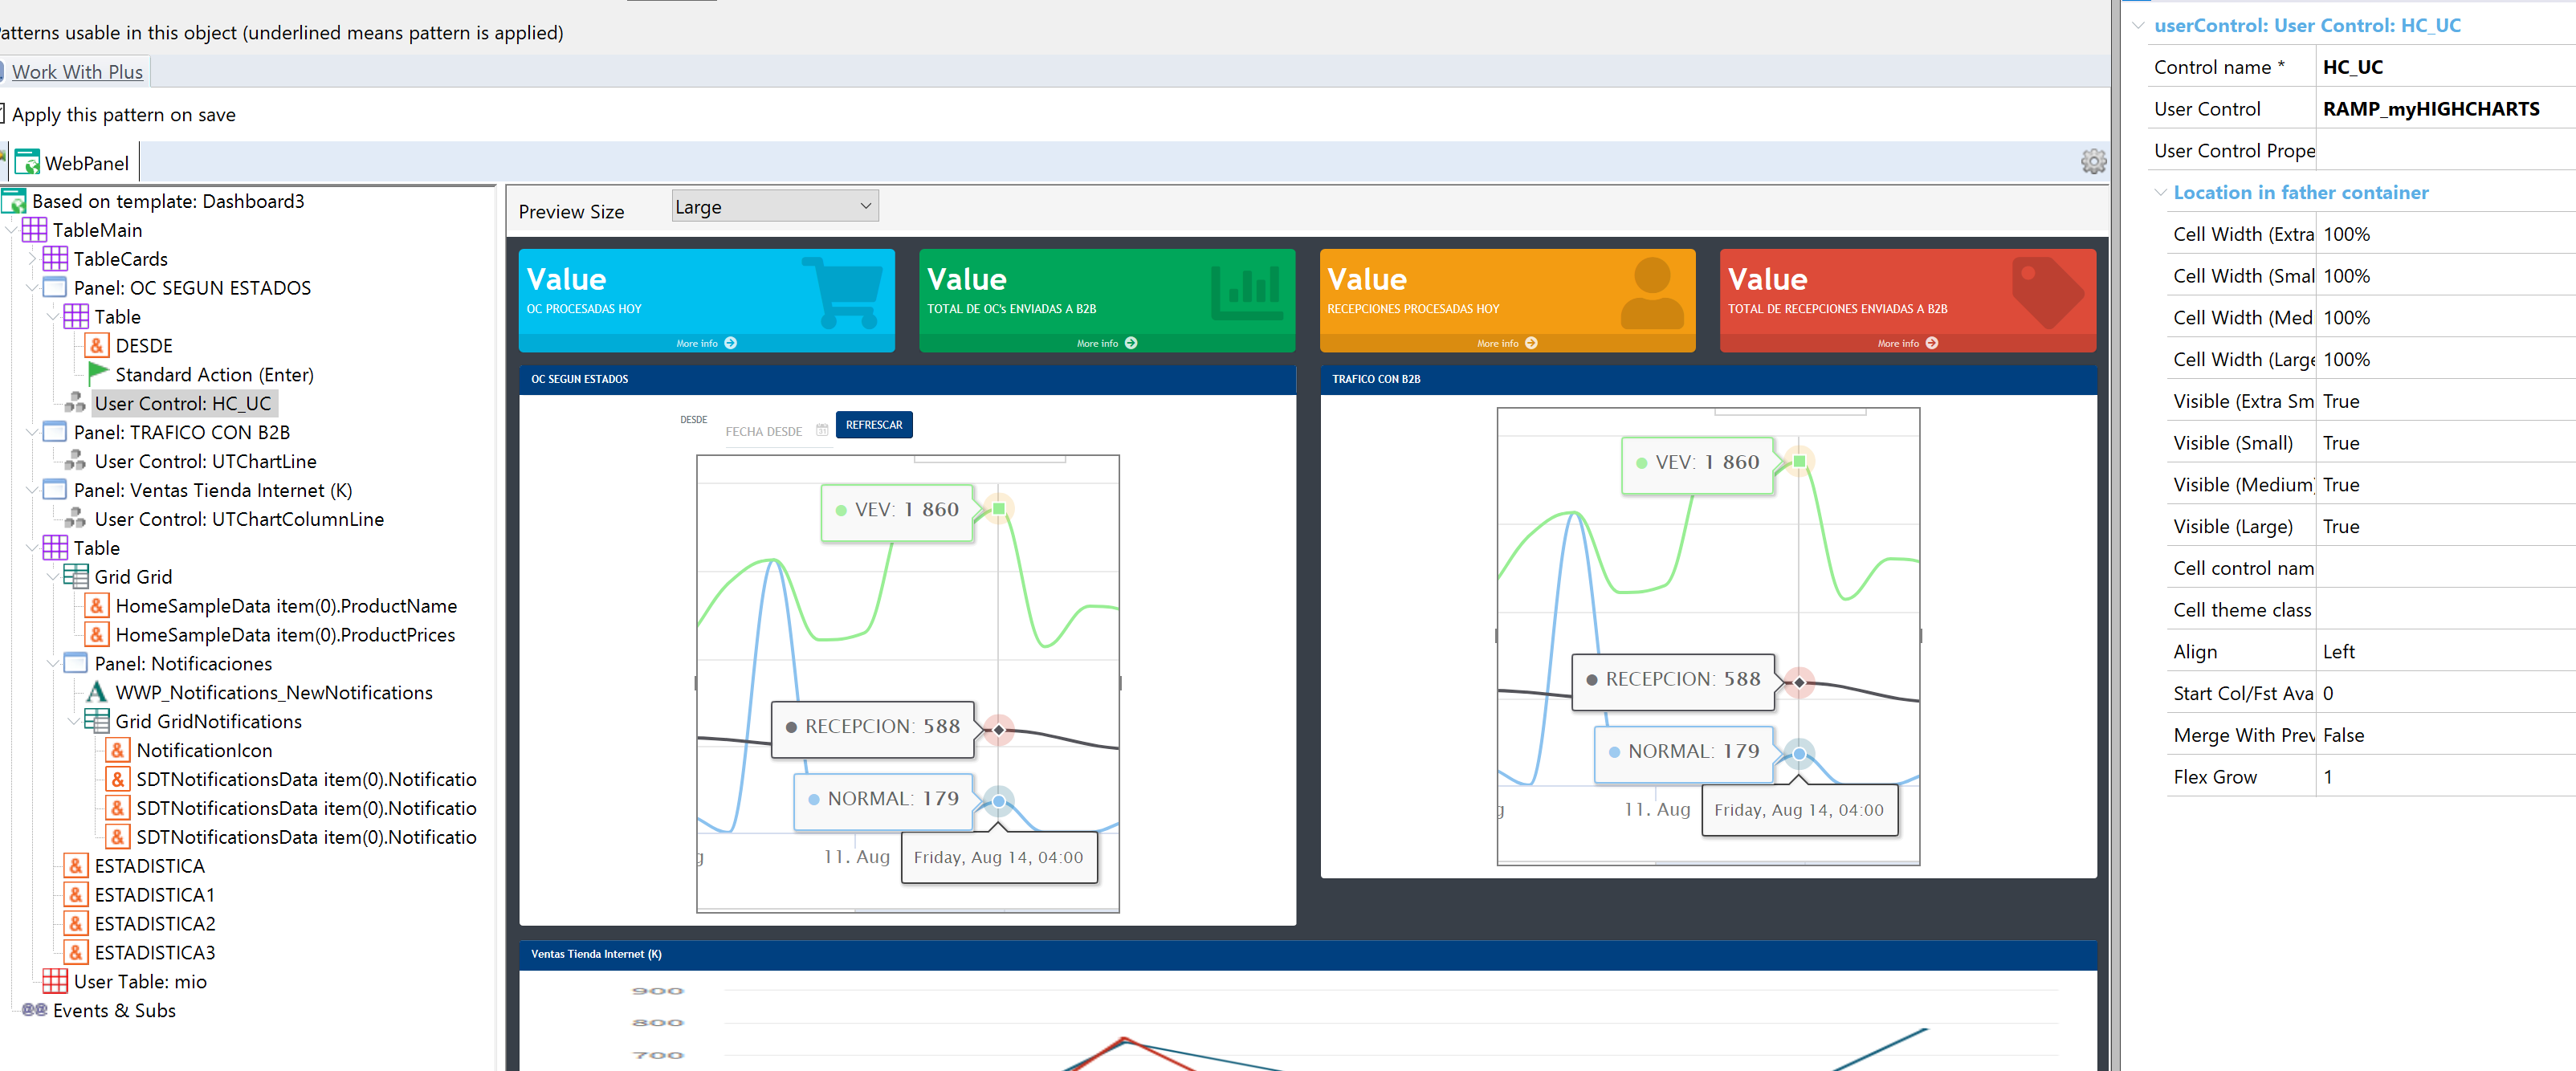 atterns usable in this object (underlined means pattern is applied)
Work With Plus
Apply this pattern on save
WebPanel
Based on template: Dashboard3
TableMain
TableCards
Panel: OC SEGUN ESTADOS
Table
DESDE
Standard Action (Enter)
User Control: HC_UC
Panel: TRAFICO CON B2B
User Control: UTChartLine
Panel: Ventas Tienda Internet (K)
User Control: UTChartColumnLine
Table
Grid Grid
HomeSampleData item(0).ProductName
HomeSampleData item(0).ProductPrices
Panel: Notificaciones
WWP_Notifications_NewNotifications
Grid GridNotifications
NotificationIcon
SDTNotificationsData item(0).Notificatio
SDTNotificationsData item(0).Notificatio
SDTNotificationsData item(0).Notificatio
ESTADISTICA
ESTADISTICA1
ESTADISTICA2
ESTADISTICA3
User Table: mio
Events & Subs
Preview Size Large
Value
OC PROCESADAS HOY
More info
Value
TOTAL DE OC's ENVIADAS A B2B
More info
Value
RECEPCIONES PROCESADAS HOY
More info
Value
TOTAL DE RECEPCIONES ENVIADAS A B2B
More info
OC SEGUN ESTADOS
DESDE FECHA DESDE 31 REFRESCAR
VEV: 1 860
RECEPCION: 588
NORMAL: 179
g 11. Aug Friday, Aug 14, 04:00
TRAFICO CON B2B
VEV: 1 860
RECEPCION: 588
NORMAL: 179
g 11. Aug Friday, Aug 14, 04:00
Ventas Tienda Internet (K)
900
800
700
userControl: User Control: HC_UC
Control name * HC_UC
User Control RAMP_myHIGHCHARTS
User Control Prope
Location in father container
Cell Width (Extra 100%
Cell Width (Smal 100%
Cell Width (Med 100%
Cell Width (Large 100%
Visible (Extra Sm True
Visible (Small) True
Visible (Medium) True
Visible (Large) True
Cell control nam
Cell theme class
Align Left
Start Col/Fst Ava 0
Merge With Prev False
Flex Grow 1